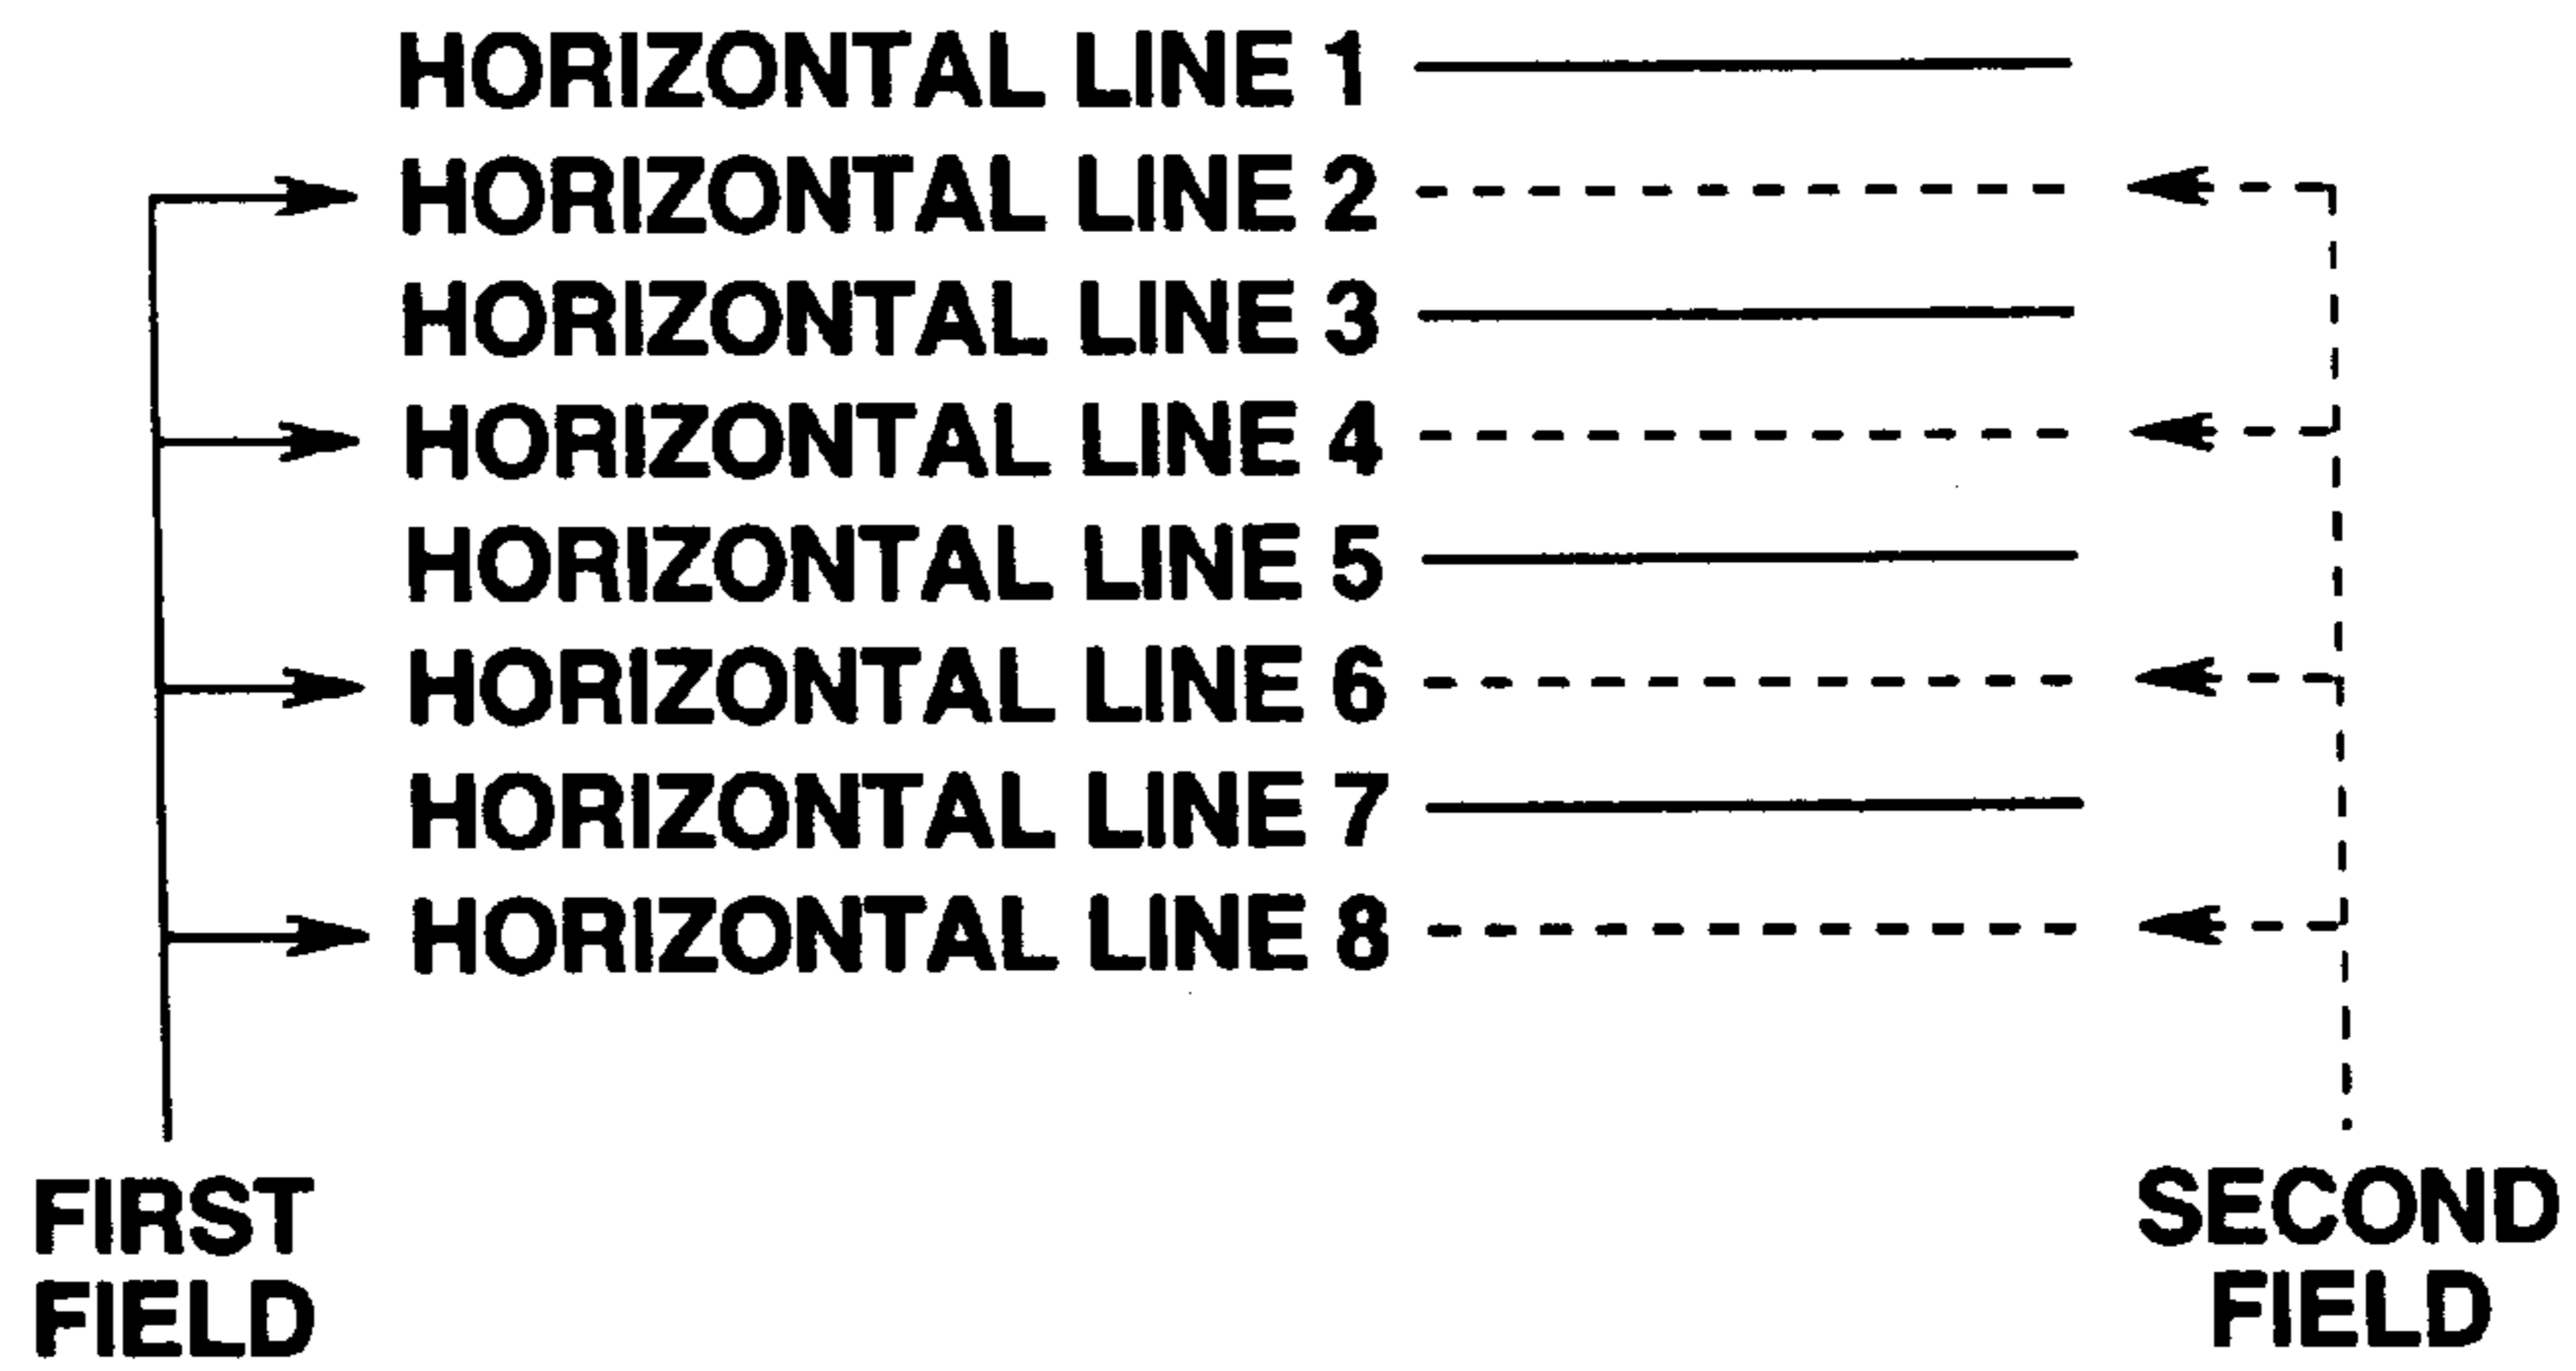 HORIZONTAL LINE 1
HORIZONTAL LINE 2
HORIZONTAL LINE 3
HORIZONTAL LINE 4
HORIZONTAL LINE 5
HORIZONTAL LINE 6
HORIZONTAL LINE 7
HORIZONTAL LINE 8
FIRST
FIELD
SECOND
FIELD